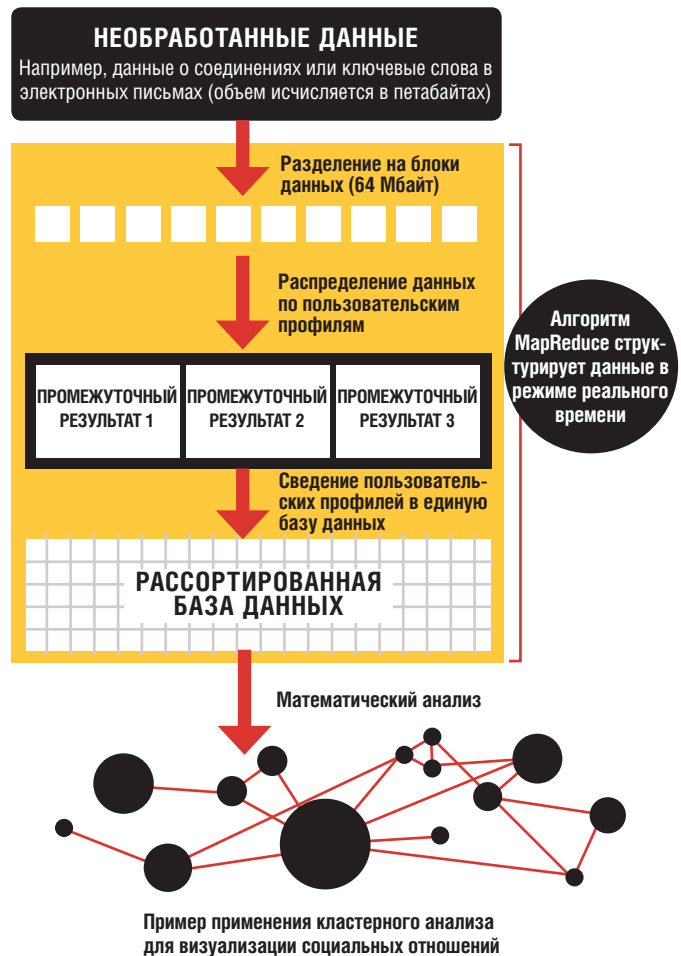 НЕОБРАБОТАННЫЕ ДАННЫЕ
Например, данные о соединениях или ключевые слова в
электронных письмах (объем исчисляется в петабайтах)
Разделение на блоки
данных (64 Мбайт)
Распределение данных
по пользовательским
профилям
Алгоритм
MapReduce струк-
турирует данные в
режиме реального
времени
ПРОМЕЖУТОЧНЫЙ
РЕЗУЛЬТАТ 1
ПРОМЕЖУТОЧНЫЙ
РЕЗУЛЬТАТ 2
ПРОМЕЖУТОЧНЫЙ
РЕЗУЛЬТАТ 3
Сведение пользователь-
ских профилей в единую
базу данных
РАССОРТИРОВАННАЯ
БАЗА ДАННЫХ
Математический анализ
Пример применения кластерного анализа
для визуализации социальных отношений